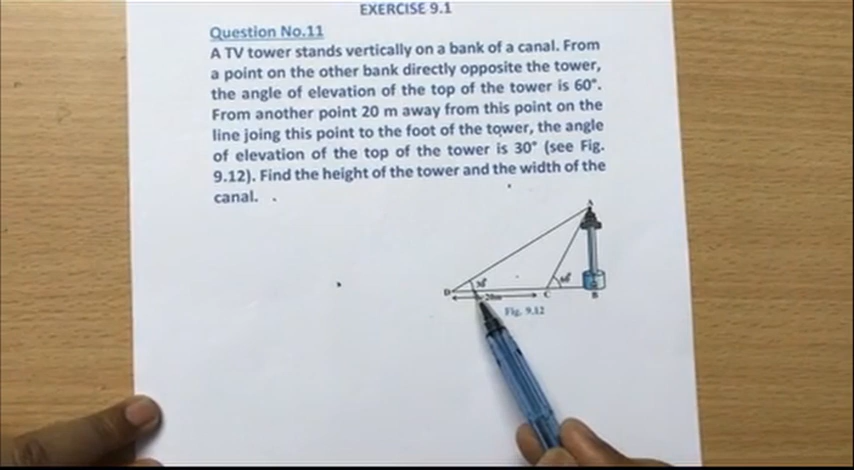 EXERCISE 9.1
Question No.11
A TV tower stands vertically on a bank of a canal. From
a point on the other bank directly opposite the tower,
the angle of elevation of the top of the tower is 60°.
From another point 20 m away from this point on the
line joing this point to the foot of the tower, the angle
of elevation of the top of the tower is 30° (see Fig.
9.12). Find the height of the tower and the width of the
canal.
A
30°
60°
D
20m
C
B
Fig. 9.12